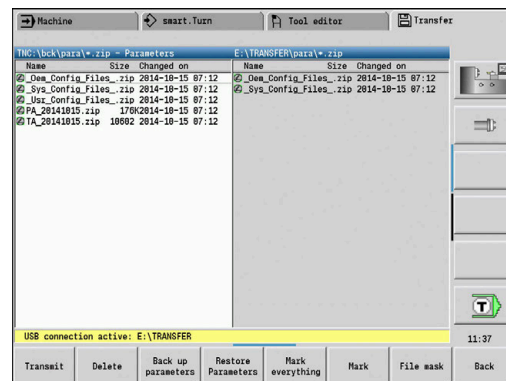 Machine smart.Turn Tool editor Transfer
TNC:\bck\para\*.zip - Parameters E:\TRANSFER\para\*.zip
Name Size Changed on Name Size Changed on
_Oem_Config_Files_.zip 2014-10-15 07:12 _Oem_Config_Files_.zip 2014-10-15 07:12
_Sys_Config_Files_.zip 2014-10-15 07:12 _Sys_Config_Files_.zip 2014-10-15 07:12
_Usr_Config_Files_.zip 2014-10-15 07:12
PA_20141015.zip 176K2014-10-15 07:12
TA_20141015.zip 10602 2014-10-15 07:12
T
USB connection active: E:\TRANSFER
11:37
Transmit Delete Back up parameters Restore Parameters Mark everything Mark File mask Back